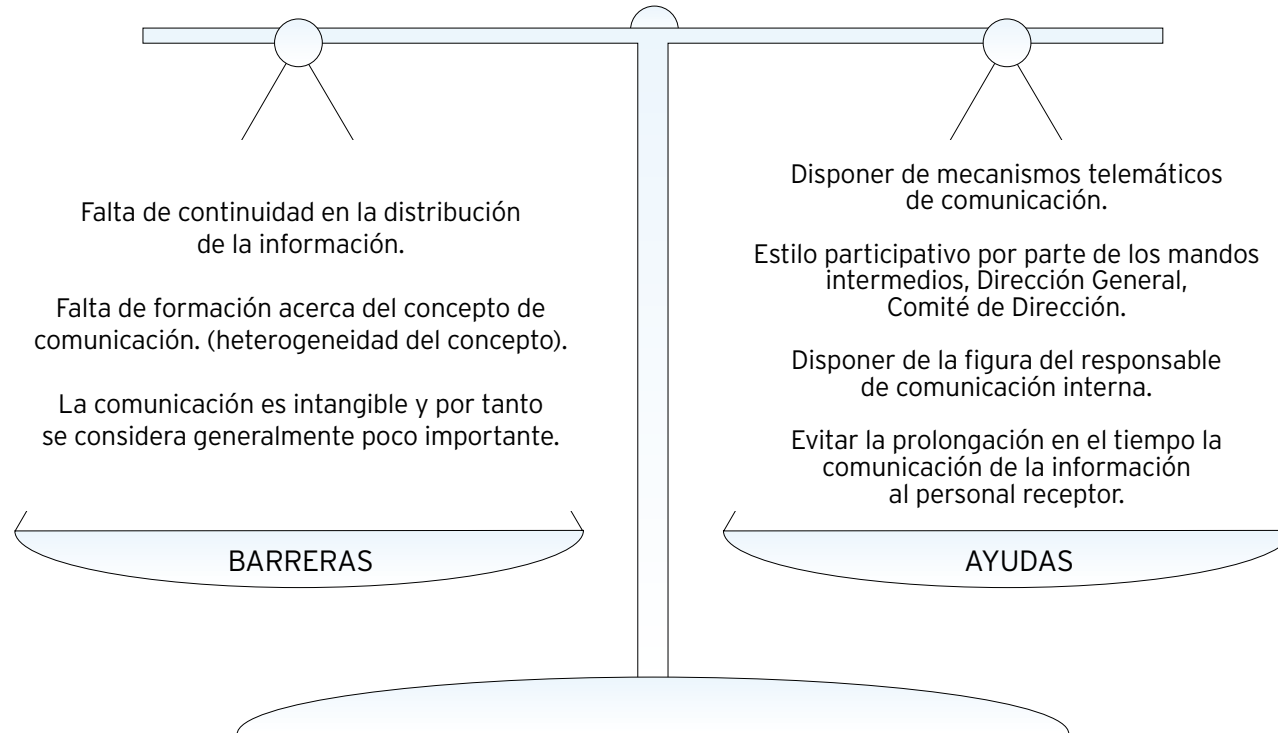 Falta de continuidad en la distribución
de la información.
Falta de formación acerca del concepto de
comunicación. (heterogeneidad del concepto).
La comunicación es intangible y por tanto
se considera generalmente poco importante.
BARRERAS
Disponer de mecanismos telemáticos
de comunicación.
Estilo participativo por parte de los mandos
intermedios, Dirección General,
Comité de Dirección.
Disponer de la figura del responsable
de comunicación interna.
Evitar la prolongación en el tiempo la
comunicación de la información
al personal receptor.
AYUDAS